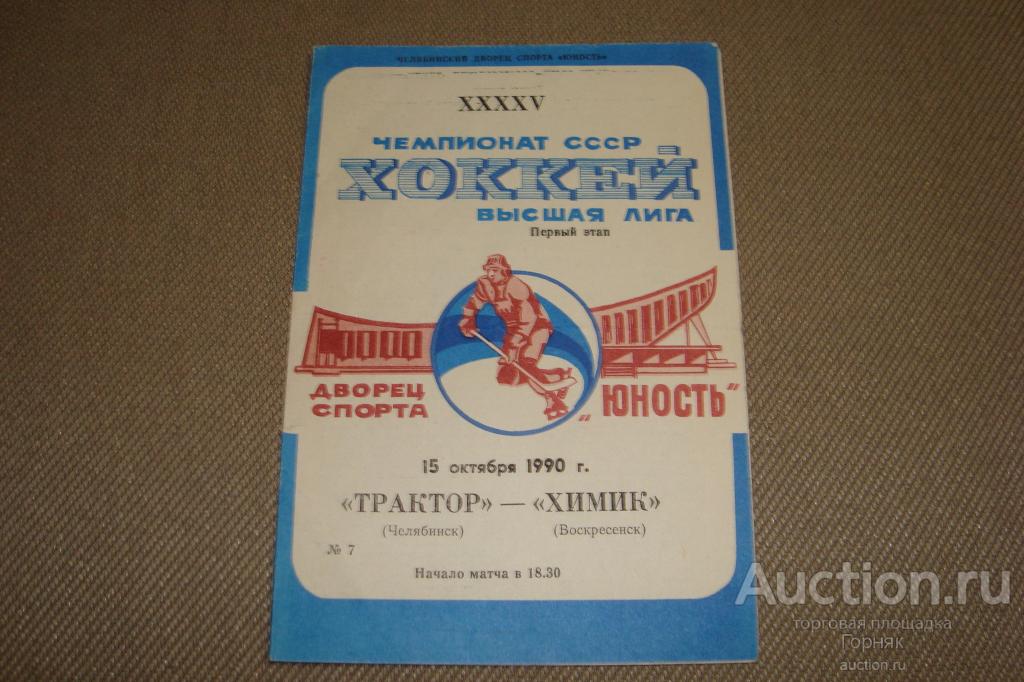 ЧЕЛЯБИНСКИЙ ДВОРЕЦ СПОРТА «ЮНОСТЬ»
XXXXV
ЧЕМПИОНАТ СССР
ХОККЕЙ
ВЫСШАЯ ЛИГА
Первый этап
ДВОРЕЦ
СПОРТА
„ЮНОСТЬ“
15 октября 1990 г.
«ТРАКТОР» — «ХИМИК»
(Челябинск) (Воскресенск)
№ 7
Начало матча в 18.30
Auction.ru
торговая площадка
Горняк
auction.ru